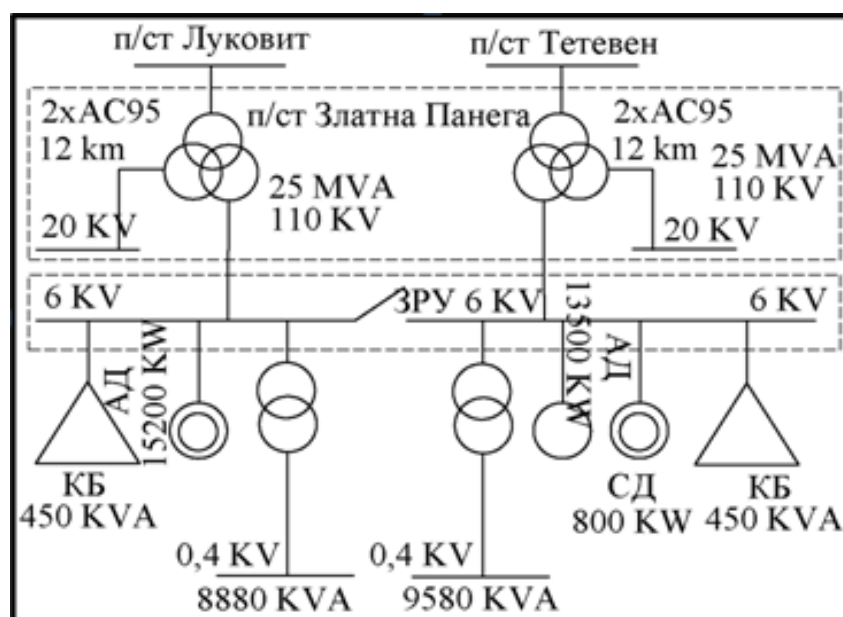 п/ст Луковит
п/ст Тетевен
2xAC95
12 km
п/ст Златна Панега
2xAC95
12 km
25 MVA
110 KV
25 MVA
110 KV
20 KV
20 KV
6 KV
ЗРУ 6 KV
6 KV
АД
15200 KW
13500 KW
АД
КБ
450 KVA
СД
800 KW
КБ
450 KVA
0,4 KV
8880 KVA
0,4 KV
9580 KVA